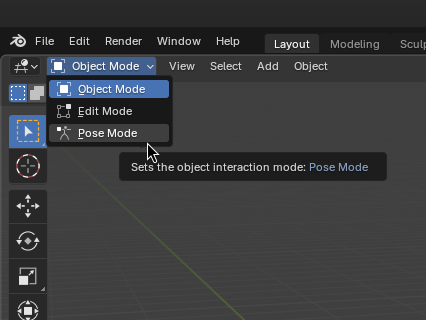 File Edit Render Window Help Layout Modeling
Object Mode View Select Add Object
Object Mode
Edit Mode
Pose Mode
Sets the object interaction mode: Pose Mode